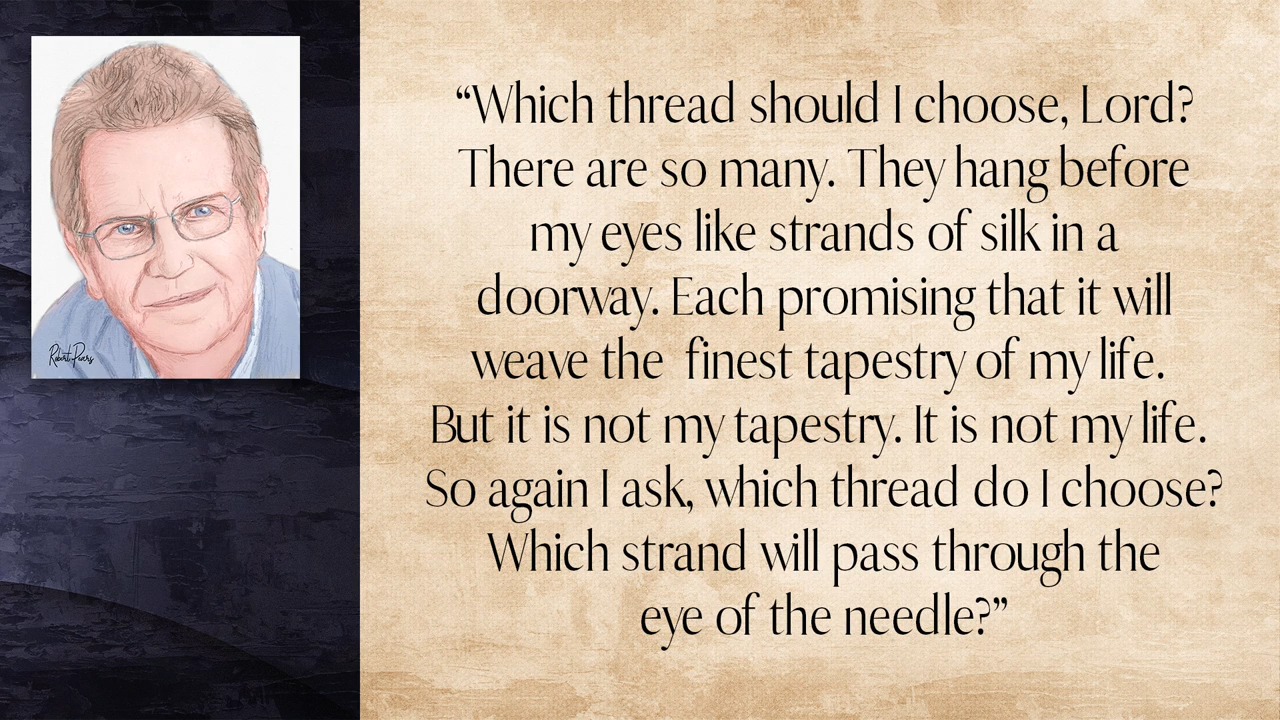 Robert Pears
“Which thread should I choose, Lord?
There are so many. They hang before
my eyes like strands of silk in a
doorway. Each promising that it will
weave the finest tapestry of my life.
But it is not my tapestry. It is not my life.
So again I ask, which thread do I choose?
Which strand will pass through the
eye of the needle?”